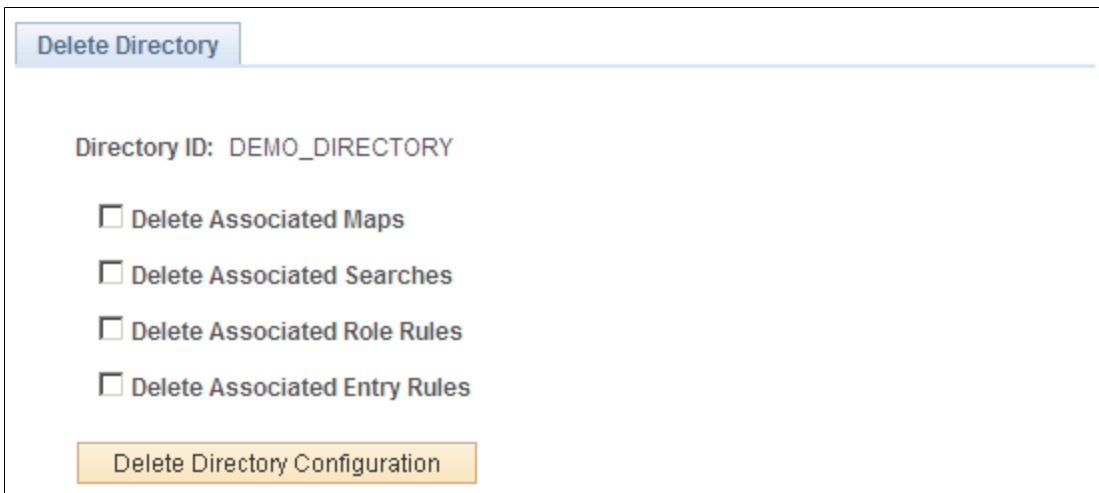 Delete Directory
Directory ID: DEMO_DIRECTORY
Delete Associated Maps
Delete Associated Searches
Delete Associated Role Rules
Delete Associated Entry Rules
Delete Directory Configuration